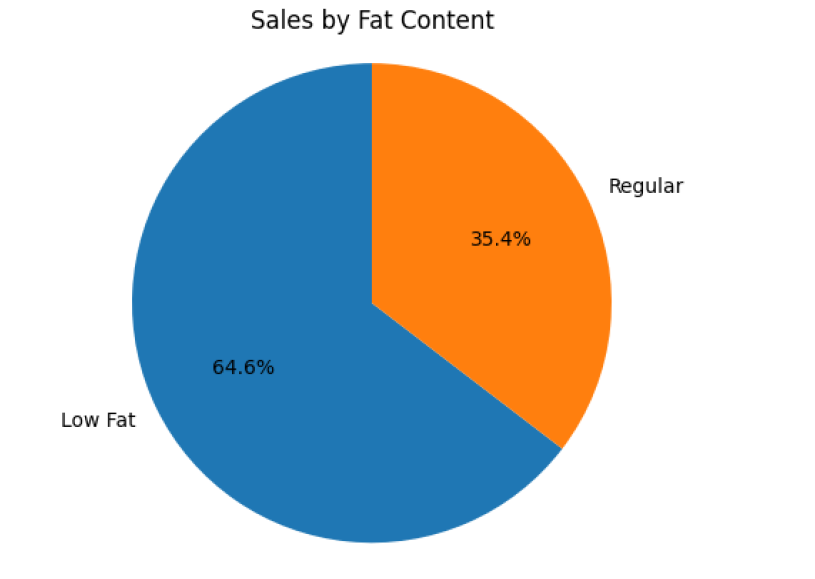 Sales by Fat Content
Regular
35.4%
64.6%
Low Fat